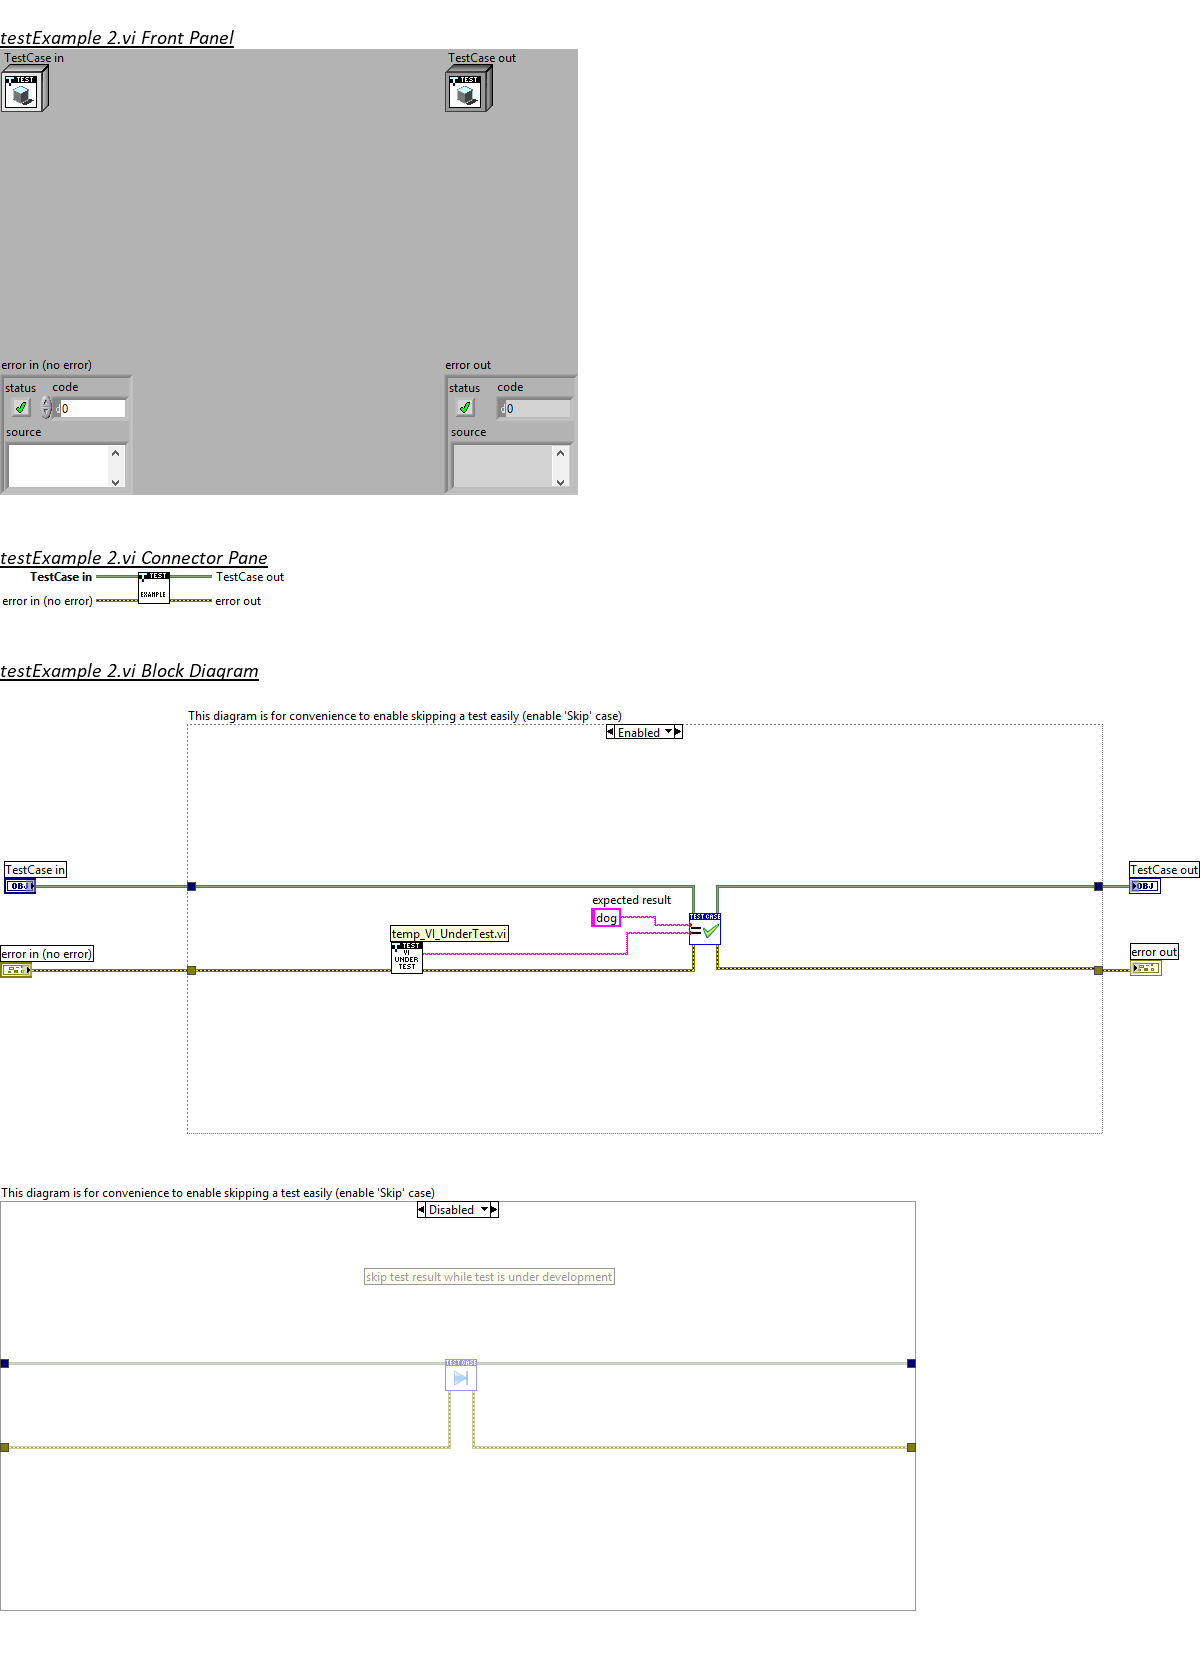 testExample 2.vi Front Panel
TestCase in
TestCase out
TEST
TEST
error in (no error)
error out
status
code
status
code
d
0
d
0
source
source
testExample 2.vi Connector Pane
TestCase in
TEST
EXAMPLE
TestCase out
error in (no error)
error out
testExample 2.vi Block Diagram
This diagram is for convenience to enable skipping a test easily (enable 'Skip' case)
Enabled
TestCase in
OBJ
TestCase out
OBJ
expected result
dog
TEST CASE
=
temp_VI_UnderTest.vi
TEST
VI
UNDER
TEST
error in (no error)
error out
This diagram is for convenience to enable skipping a test easily (enable 'Skip' case)
Disabled
skip test result while test is under development
TEST CASE